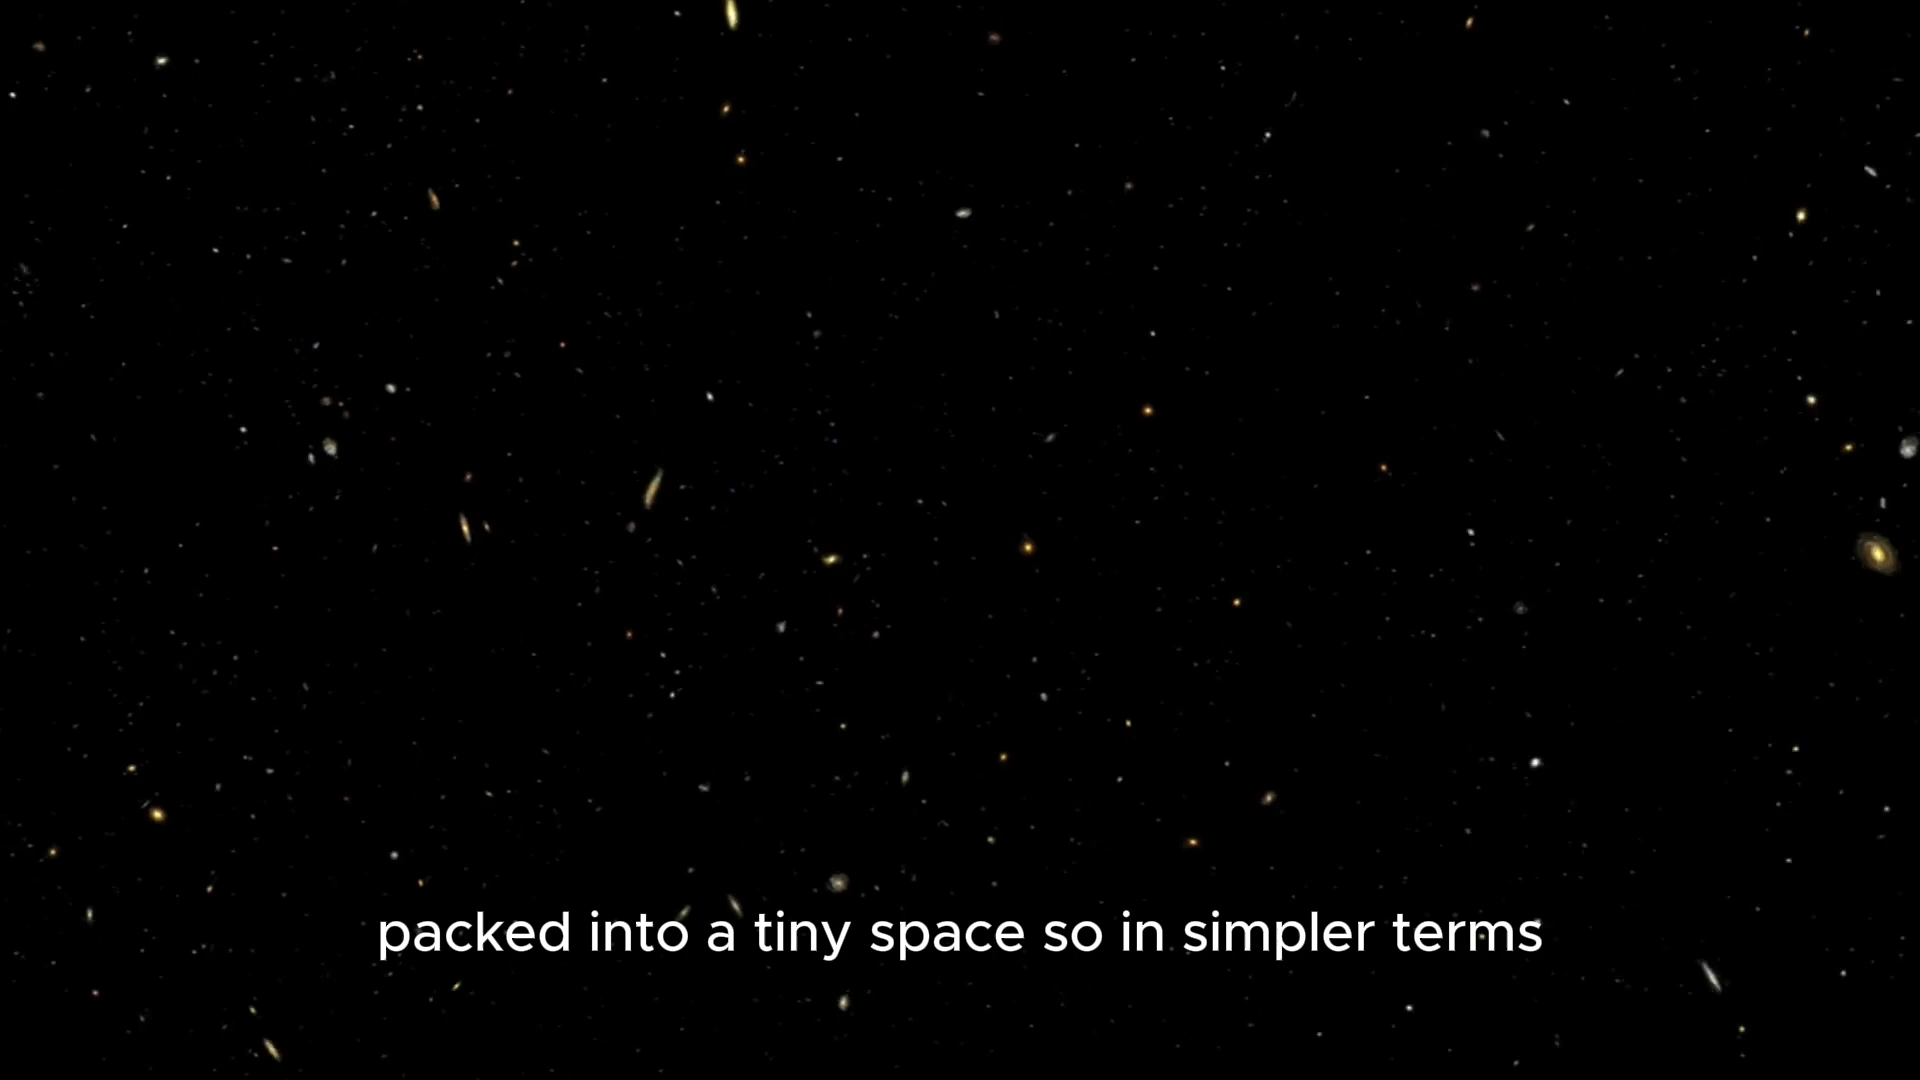 packed into a tiny space so in simpler terms